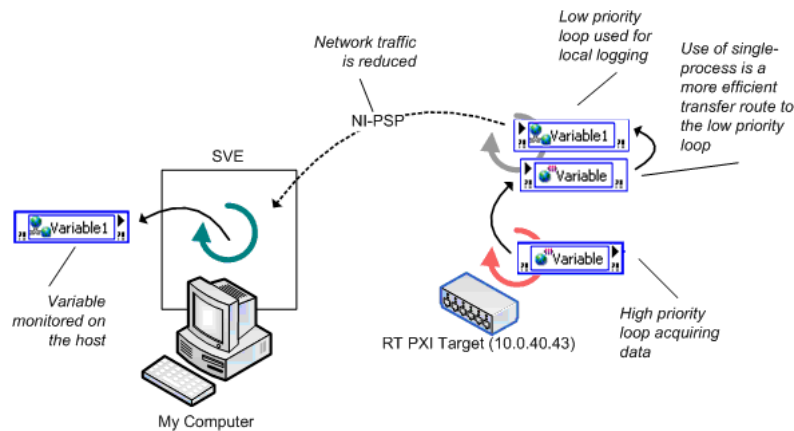 Network traffic
is reduced
Low priority
loop used for
local logging
Use of single-
process is a
more efficient
transfer route to
the low priority
loop
NI-PSP
Variable1
Variable
SVE
Variable1
Variable
Variable
monitored on
the host
High priority
loop acquiring
data
RT PXI Target (10.0.40.43)
My Computer